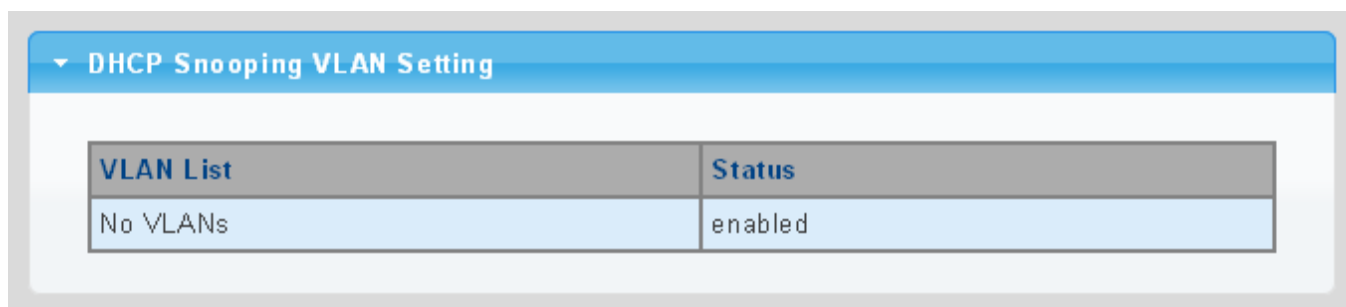 DHCP Snooping VLAN Setting
VLAN List Status
No VLANs enabled